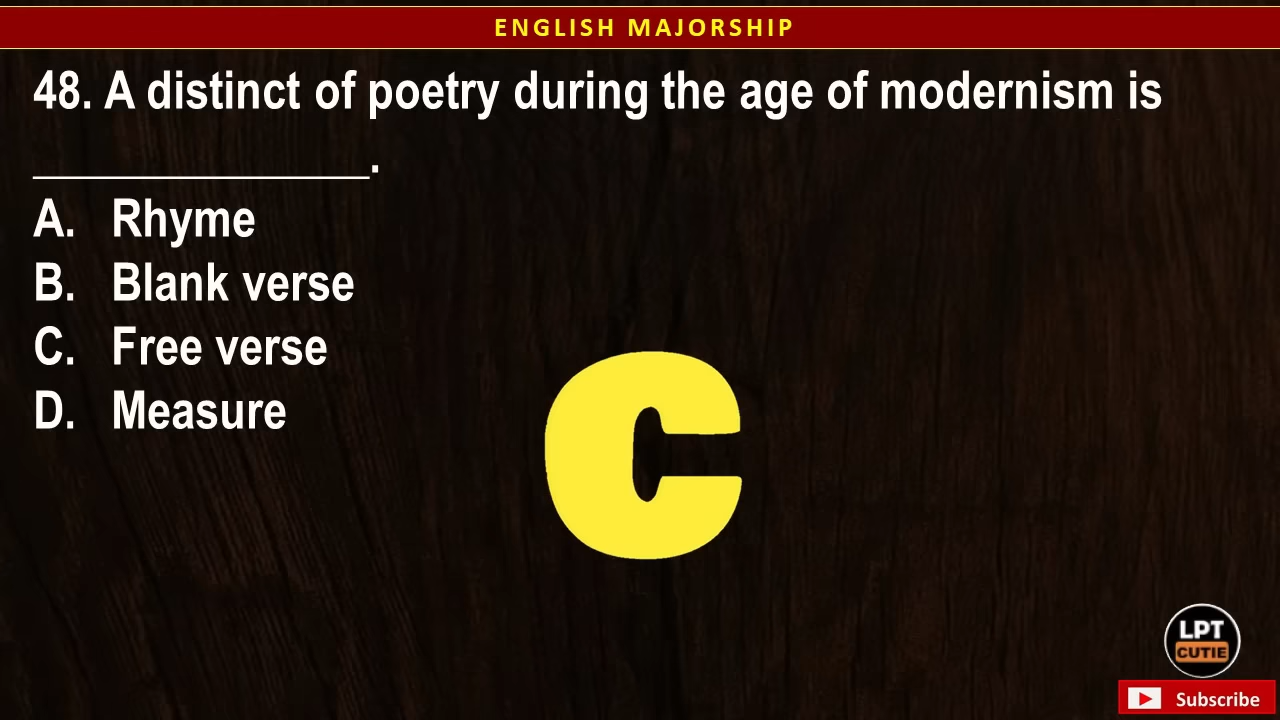 ENGLISH MAJORSHIP
48. A distinct of poetry during the age of modernism is
________________.
A. Rhyme
B. Blank verse
C. Free verse
D. Measure
C
LPT
CUTIE
Subscribe